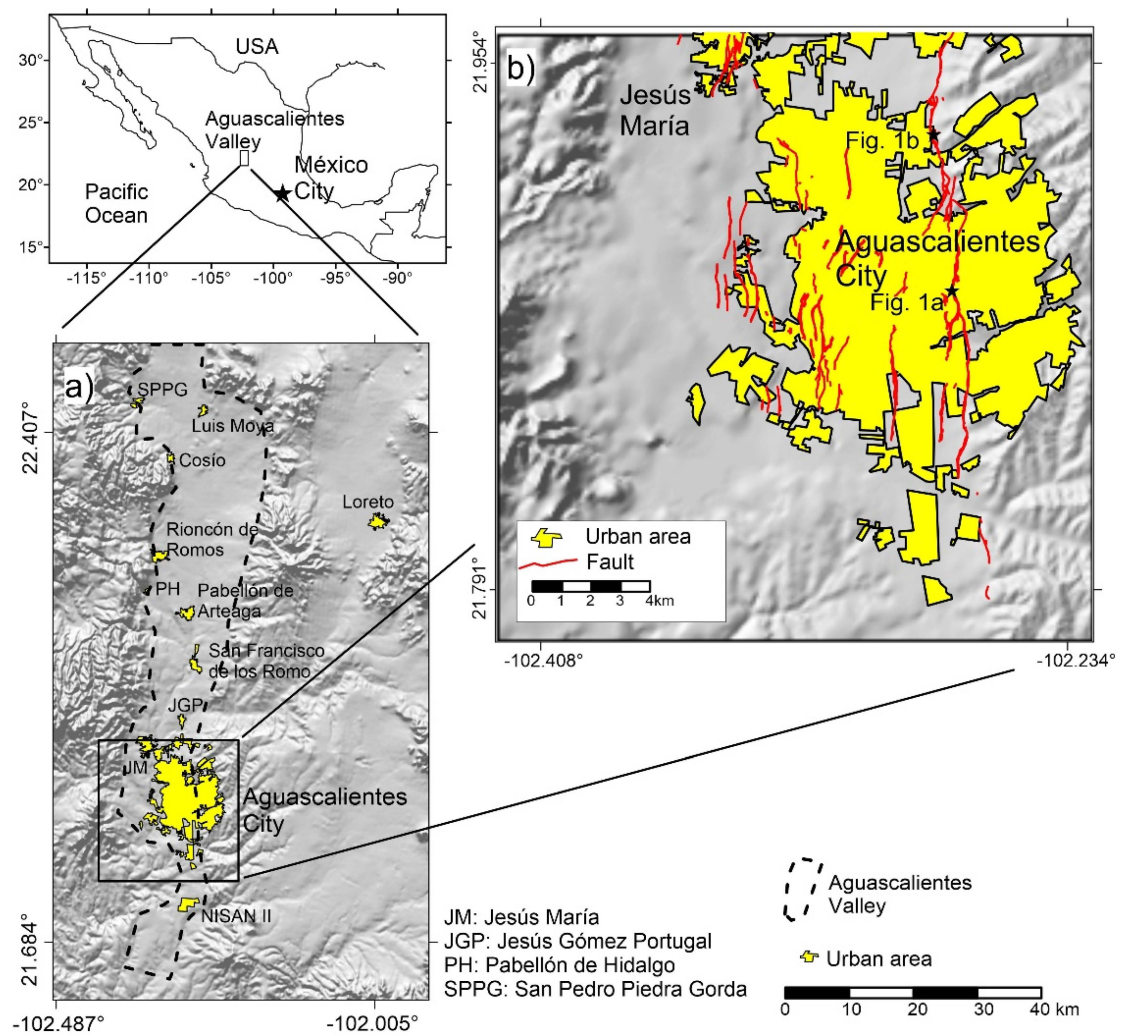 USA
Aguascalientes
Valley
México
City
Pacific
Ocean
30°
25°
20°
15°
-115°
-110°
-105°
-100°
-95°
-90°
b)
Jesús
María
Fig. 1b
Aguascalientes
City
Fig. 1a
21.954°
21.791°
Urban area
Fault
0 1 2 3 4km
-102.408°
-102.234°
a)
SPPG
Luis Moya
Cosío
Loreto
Rioncón de
Romos
PH
Pabellón de
Arteaga
San Francisco
de los Romo
JGP
JM
Aguascalientes
City
NISAN II
22.407°
21.684°
-102.487°
-102.005°
JM: Jesús María
JGP: Jesús Gómez Portugal
PH: Pabellón de Hidalgo
SPPG: San Pedro Piedra Gorda
Aguascalientes
Valley
Urban area
0 10 20 30 40 km